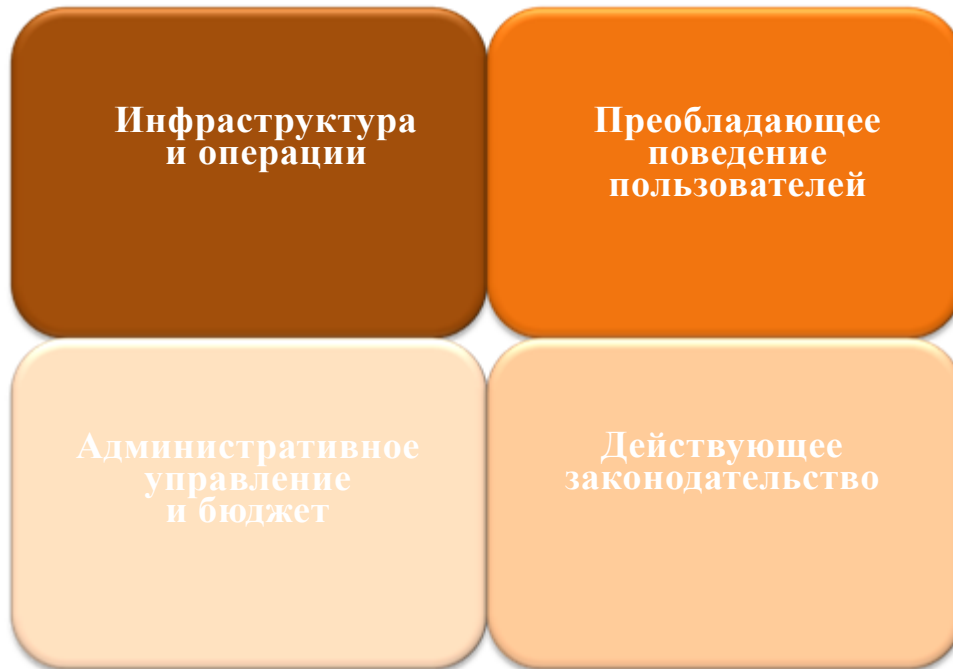 Инфраструктура
и операции
Преобладающее
поведение
пользователей
Административное
управление
и бюджет
Действующее
законодательство